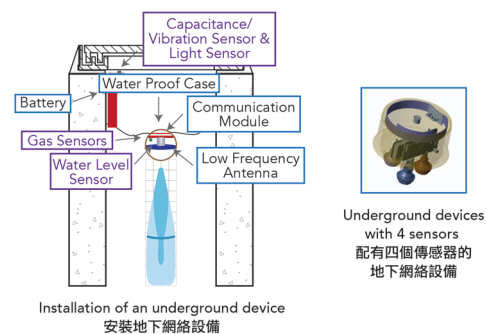 Capacitance/
Vibration Sensor &
Light Sensor
Water Proof Case
Battery
Communication
Module
Gas Sensors
Water Level
Sensor
Low Frequency
Antenna
Installation of an underground device
安裝地下網絡設備
Underground devices
with 4 sensors
配有四個傳感器的
地下網絡設備